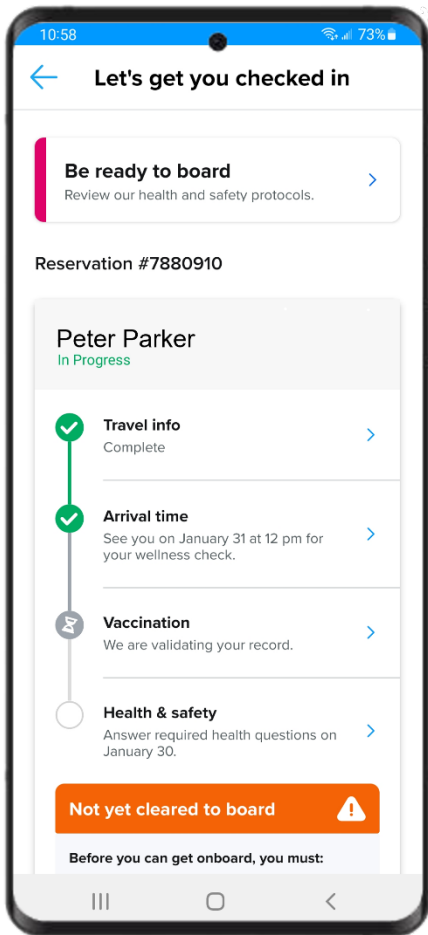 10:58 73%
Let's get you checked in
Be ready to board
Review our health and safety protocols.
Reservation #7880910
Peter Parker
In Progress
Travel info
Complete
Arrival time
See you on January 31 at 12 pm for
your wellness check.
Vaccination
We are validating your record.
Health & safety
Answer required health questions on
January 30.
Not yet cleared to board
Before you can get onboard, you must: